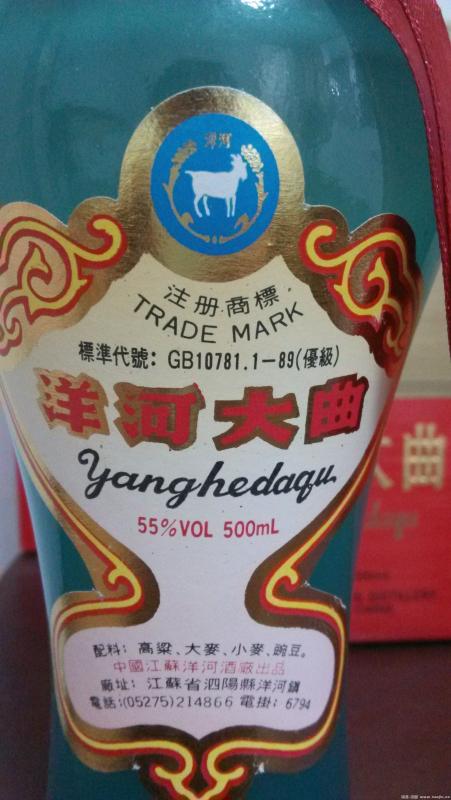 洋河
注册商標
TRADE MARK
標準代號: GB10781.1-89(優級)
洋河大曲
Yanghedaqu
55%VOL 500mL
配料: 高粱、大麥、小麥、豌豆。
中國江蘇洋河酒廠出品
廠址: 江蘇省泗陽縣洋河鎮
電話:(05275)214866 電掛: 6794
大曲